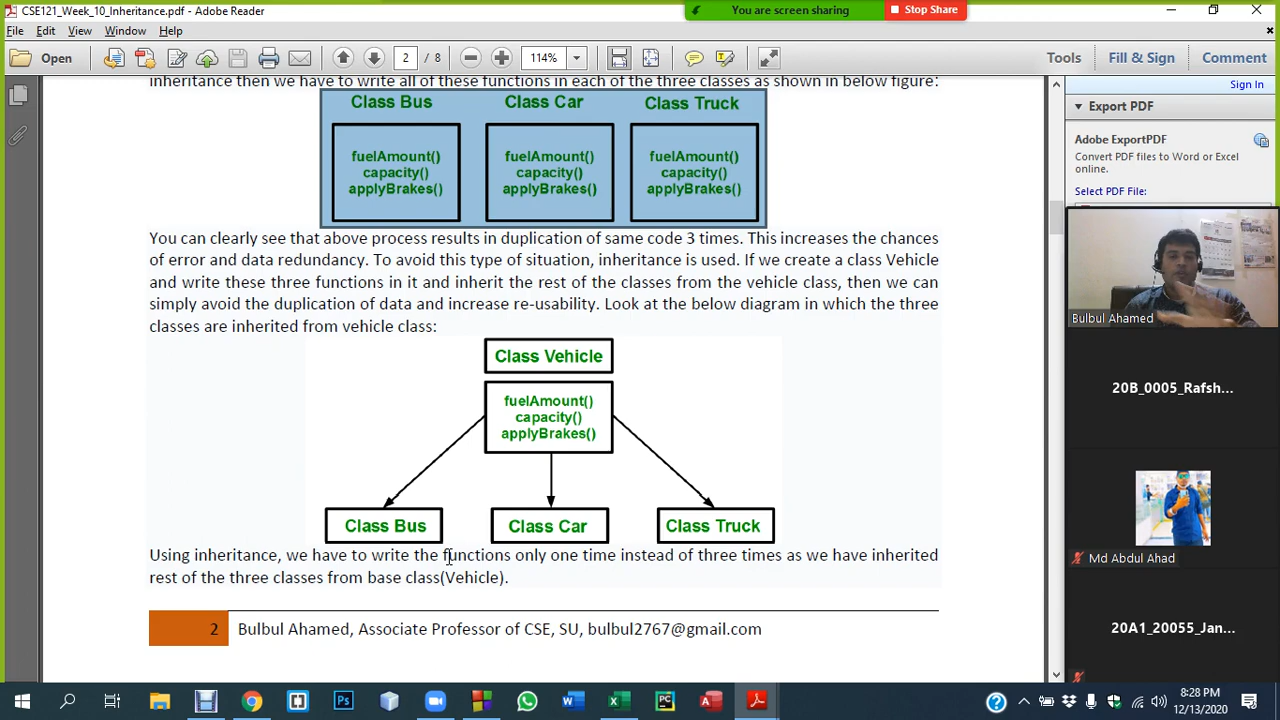 CSE121_Week_10_Inheritance.pdf - Adobe Reader
You are screen sharing
Stop Share
File Edit View Window Help
Open
2 / 8
114%
Tools
Fill & Sign
Comment
inheritance then we have to write all of these functions in each of the three classes as shown in below figure:
Class Bus Class Car Class Truck
fuelAmount() fuelAmount() fuelAmount()
capacity() capacity() capacity()
applyBrakes() applyBrakes() applyBrakes()
You can clearly see that above process results in duplication of same code 3 times. This increases the chances
of error and data redundancy. To avoid this type of situation, inheritance is used. If we create a class Vehicle
and write these three functions in it and inherit the rest of the classes from the vehicle class, then we can
simply avoid the duplication of data and increase re-usability. Look at the below diagram in which the three
classes are inherited from vehicle class:
Class Vehicle
fuelAmount()
capacity()
applyBrakes()
Class Bus Class Car Class Truck
Using inheritance, we have to write the functions only one time instead of three times as we have inherited
rest of the three classes from base class(Vehicle).
2 Bulbul Ahamed, Associate Professor of CSE, SU, bulbul2767@gmail.com
Sign In
Export PDF
Adobe ExportPDF
Convert PDF files to Word or Excel
online.
Select PDF File:
Bulbul Ahamed
20B_0005_Rafsh...
Md Abdul Ahad
20A1_20055_Jan...
8:28 PM
12/13/2020